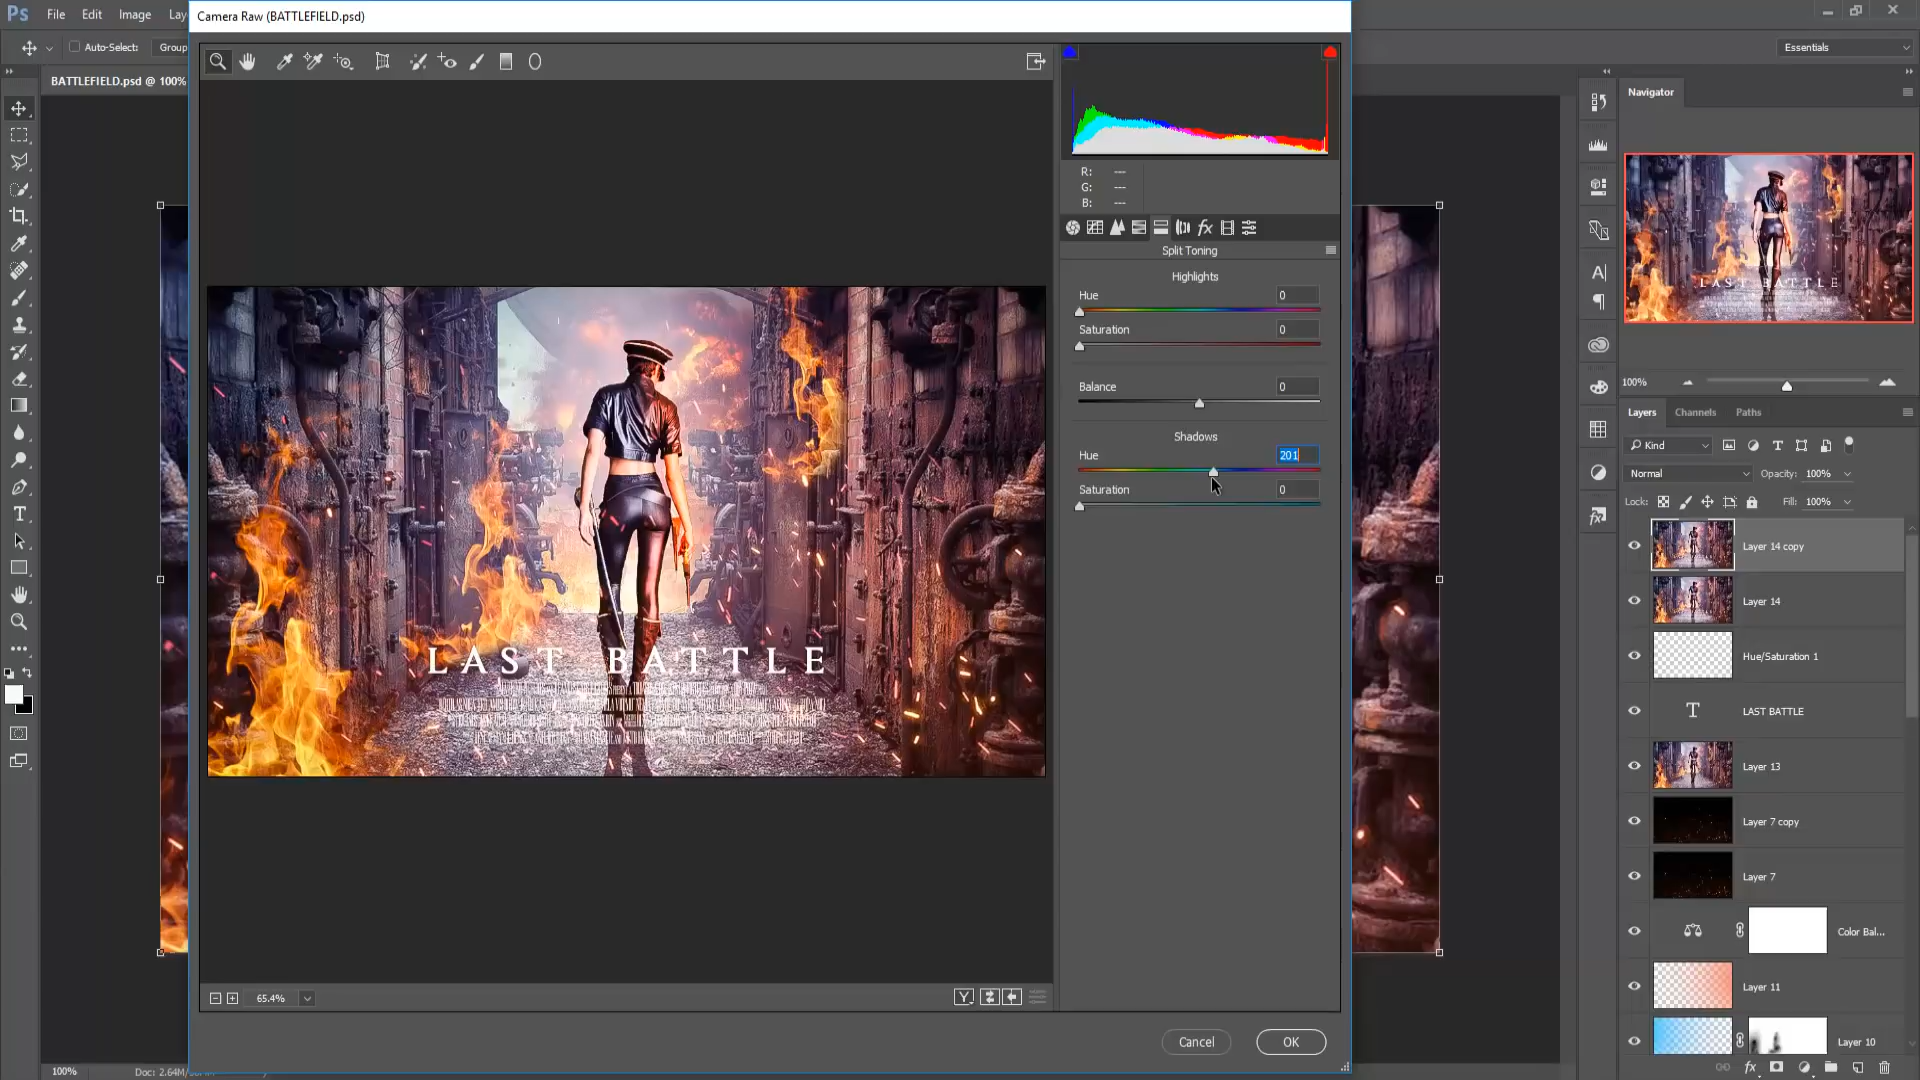 Ps File Edit Image Lay
Camera Raw (BATTLEFIELD.psd)
Auto-Select: Group
Essentials
BATTLEFIELD.psd @ 100%
Navigator
R: ---
G: ---
B: ---
Split Toning
Highlights
Hue 0
Saturation 0
Balance 0
Shadows
Hue 201
Saturation 0
LAST BATTLE
65.4%
Cancel OK
100%
Layers Channels Paths
Kind
Normal Opacity: 100%
Lock: Fill: 100%
Layer 14 copy
Layer 14
Hue/Saturation 1
LAST BATTLE
Layer 13
Layer 7 copy
Layer 7
Color Bal...
Layer 11
Layer 10
100% Doc: 2.64M/